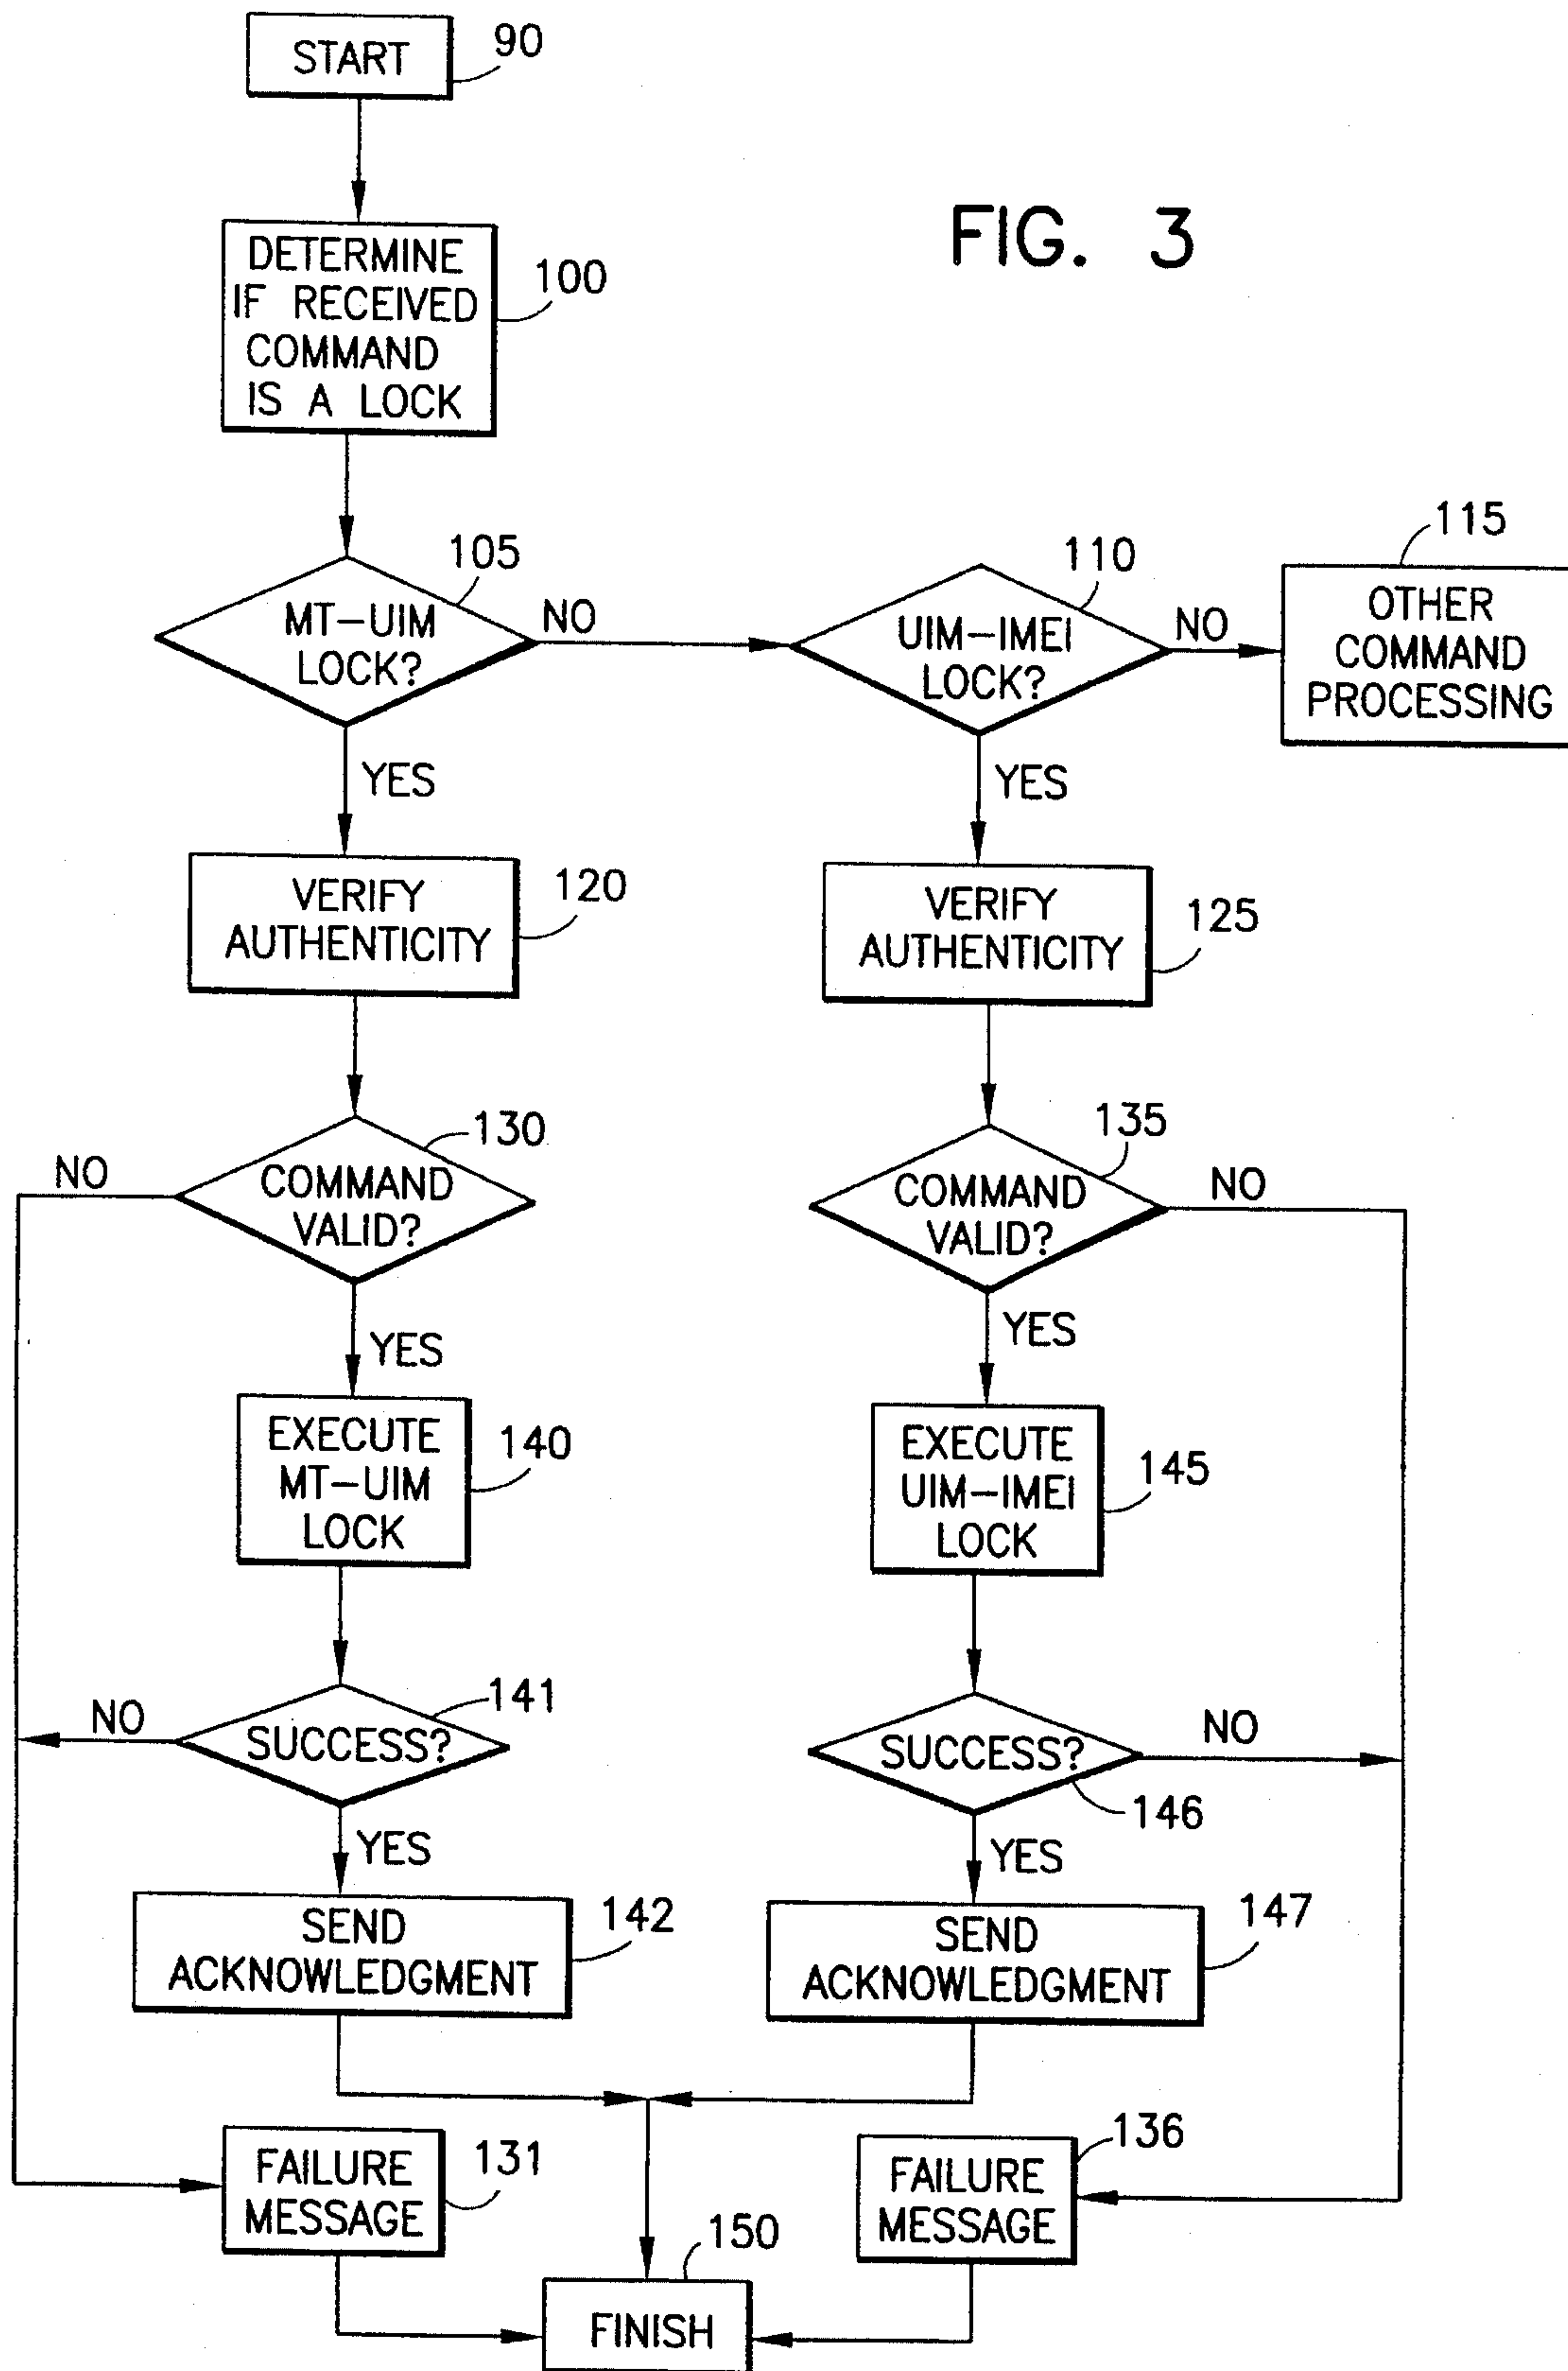 START
90
FIG. 3
DETERMINE
IF RECEIVED
COMMAND
IS A LOCK
100
105
MT-UIM
LOCK?
NO
YES
110
UIM-IMEI
LOCK?
NO
YES
115
OTHER
COMMAND
PROCESSING
VERIFY
AUTHENTICITY
120
VERIFY
AUTHENTICITY
125
130
COMMAND
VALID?
NO
YES
135
COMMAND
VALID?
NO
YES
EXECUTE
MT-UIM
LOCK
140
EXECUTE
UIM-IMEI
LOCK
145
141
SUCCESS?
NO
YES
SUCCESS?
146
NO
YES
SEND
ACKNOWLEDGMENT
142
SEND
ACKNOWLEDGMENT
147
FAILURE
MESSAGE
131
FAILURE
MESSAGE
136
150
FINISH